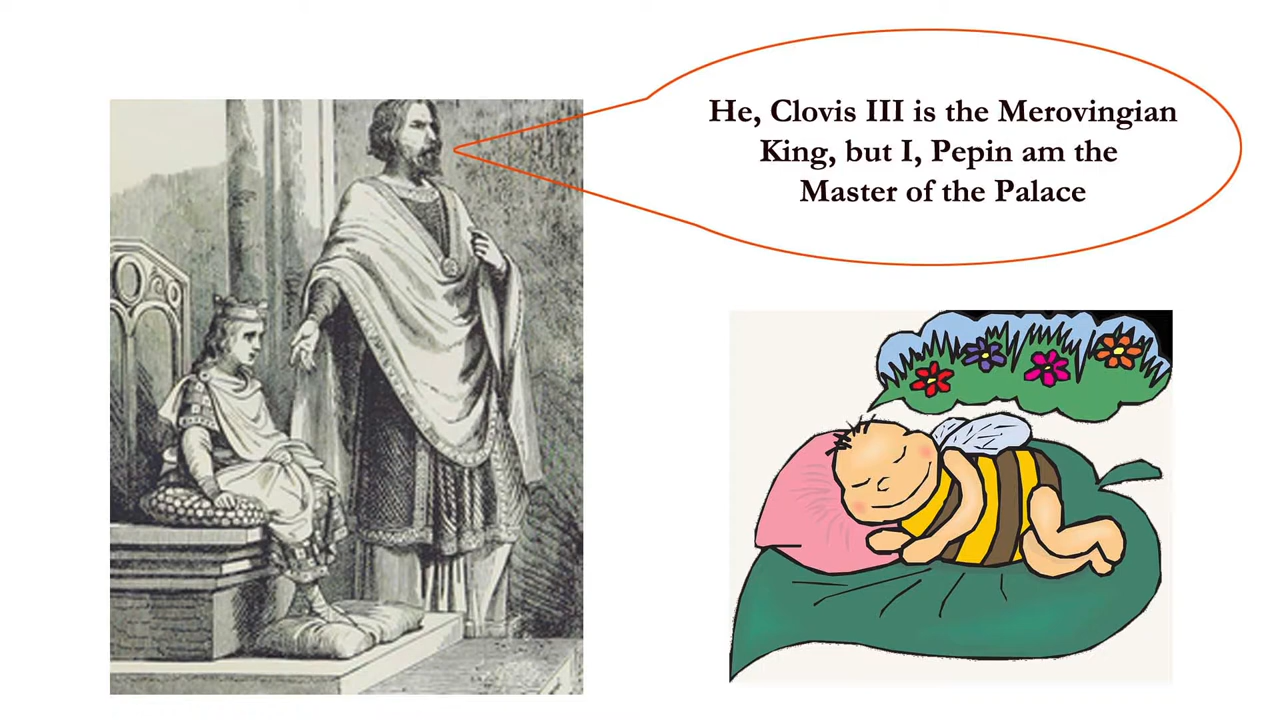 He, Clovis III is the Merovingian
King, but I, Pepin am the
Master of the Palace